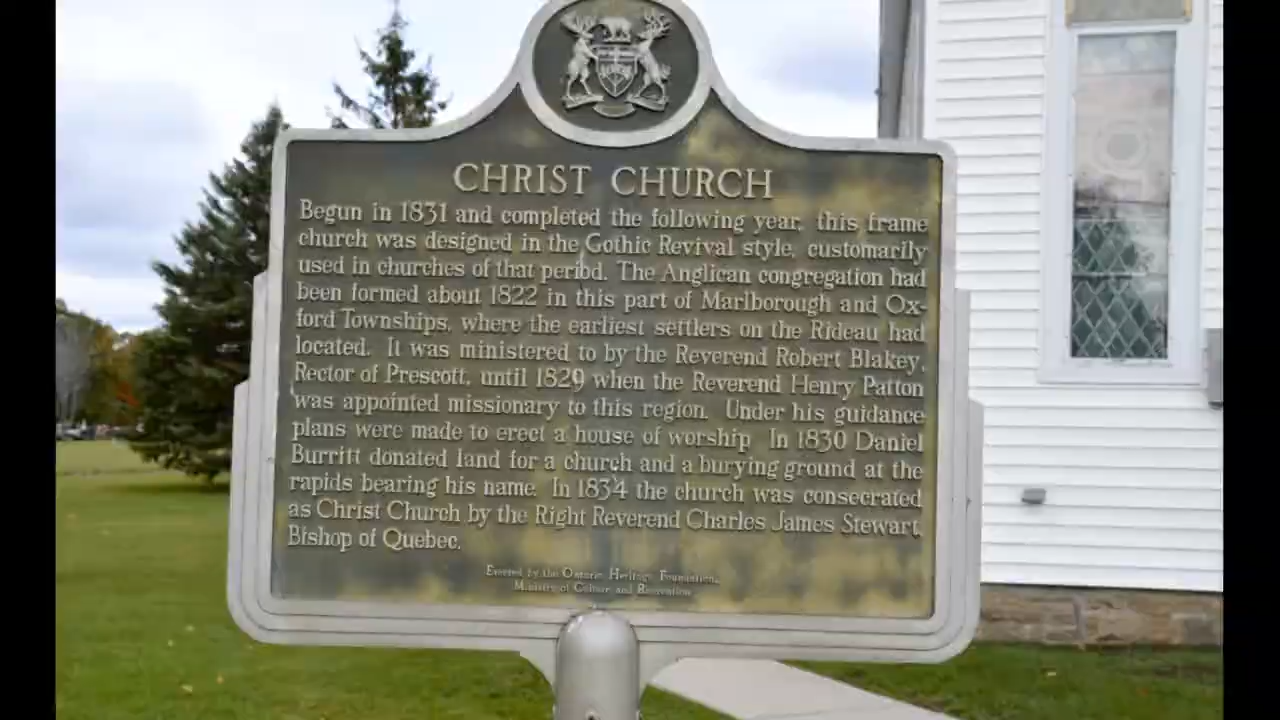 CHRIST CHURCH
Begun in 1831 and completed the following year, this frame
church was designed in the Gothic Revival style, customarily
used in churches of that period. The Anglican congregation had
been formed about 1822 in this part of Marlborough and Ox-
ford Townships, where the earliest settlers on the Rideau had
located. It was ministered to by the Reverend Robert Blakey,
Rector of Prescott, until 1829 when the Reverend Henry Patton
was appointed missionary to this region. Under his guidance
plans were made to erect a house of worship. In 1830 Daniel
Burritt donated land for a church and a burying ground at the
rapids bearing his name. In 1834 the church was consecrated
as Christ Church by the Right Reverend Charles James Stewart,
Bishop of Quebec.
Erected by the Ontario Heritage Foundation,
Ministry of Culture and Recreation